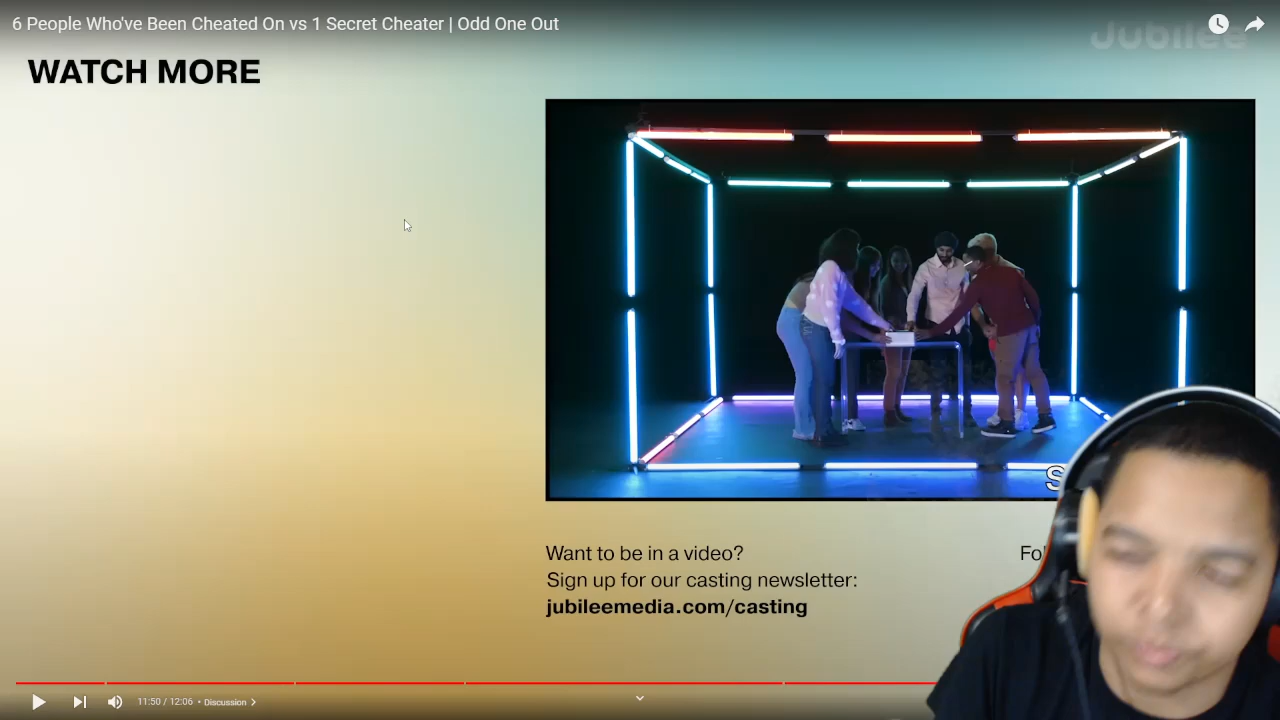 6 People Who've Been Cheated On vs 1 Secret Cheater | Odd One Out
Jubilee
WATCH MORE
S
Want to be in a video?
Sign up for our casting newsletter:
jubileemedia.com/casting
Fol
11:50 / 12:06 • Discussion